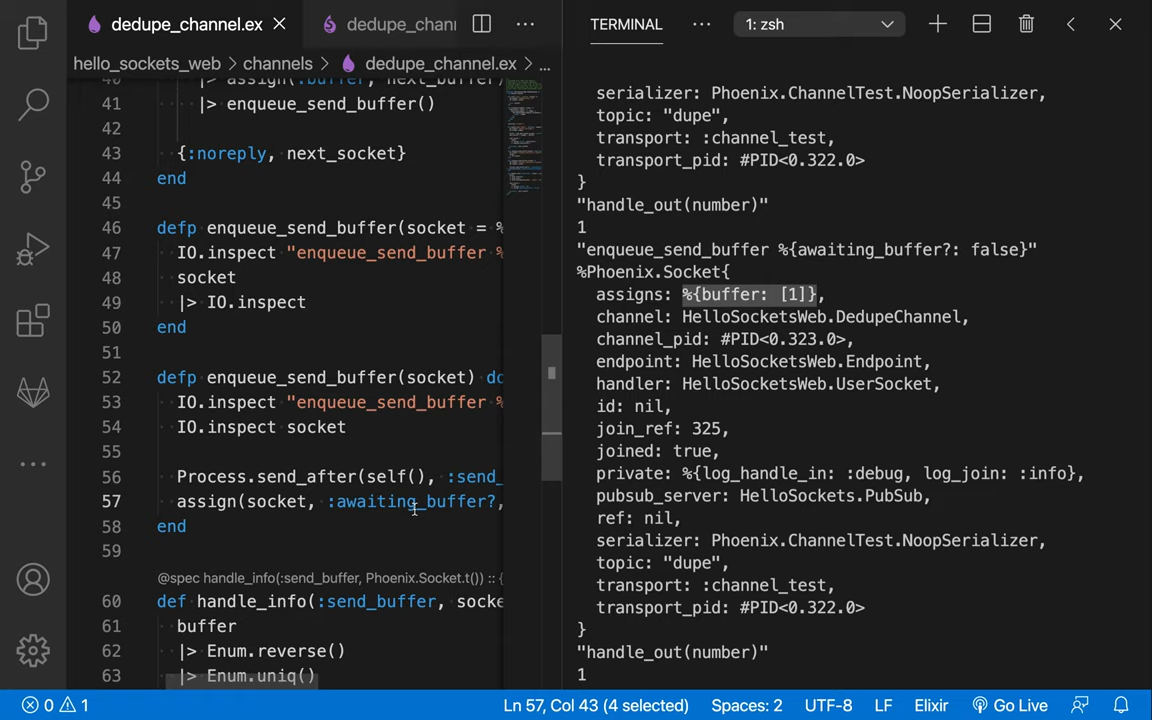 dedupe_channel.ex
dedupe_chanr
TERMINAL
1: zsh
hello_sockets_web > channels > dedupe_channel.ex > ...
40 |> assign(:buffer, next_buffer)
41 |> enqueue_send_buffer()
42
43 {:noreply, next_socket}
44 end
45
46 defp enqueue_send_buffer(socket = %
47 IO.inspect "enqueue_send_buffer %
48 socket
49 |> IO.inspect
50 end
51
52 defp enqueue_send_buffer(socket) do
53 IO.inspect "enqueue_send_buffer %
54 IO.inspect socket
55
56 Process.send_after(self(), :send_
57 assign(socket, :awaiting_buffer?,
58 end
59
@spec handle_info(:send_buffer, Phoenix.Socket.t()) :: {
60 def handle_info(:send_buffer, socke
61 buffer
62 |> Enum.reverse()
63 |> Enum.uniq()
serializer: Phoenix.ChannelTest.NoopSerializer,
topic: "dupe",
transport: :channel_test,
transport_pid: #PID<0.322.0>
}
"handle_out(number)"
1
"enqueue_send_buffer %{awaiting_buffer?: false}"
%Phoenix.Socket{
assigns: %{buffer: [1]},
channel: HelloSocketsWeb.DedupeChannel,
channel_pid: #PID<0.323.0>,
endpoint: HelloSocketsWeb.Endpoint,
handler: HelloSocketsWeb.UserSocket,
id: nil,
join_ref: 325,
joined: true,
private: %{log_handle_in: :debug, log_join: :info},
pubsub_server: HelloSockets.PubSub,
ref: nil,
serializer: Phoenix.ChannelTest.NoopSerializer,
topic: "dupe",
transport: :channel_test,
transport_pid: #PID<0.322.0>
}
"handle_out(number)"
1
0 1
Ln 57, Col 43 (4 selected)
Spaces: 2
UTF-8
LF
Elixir
Go Live